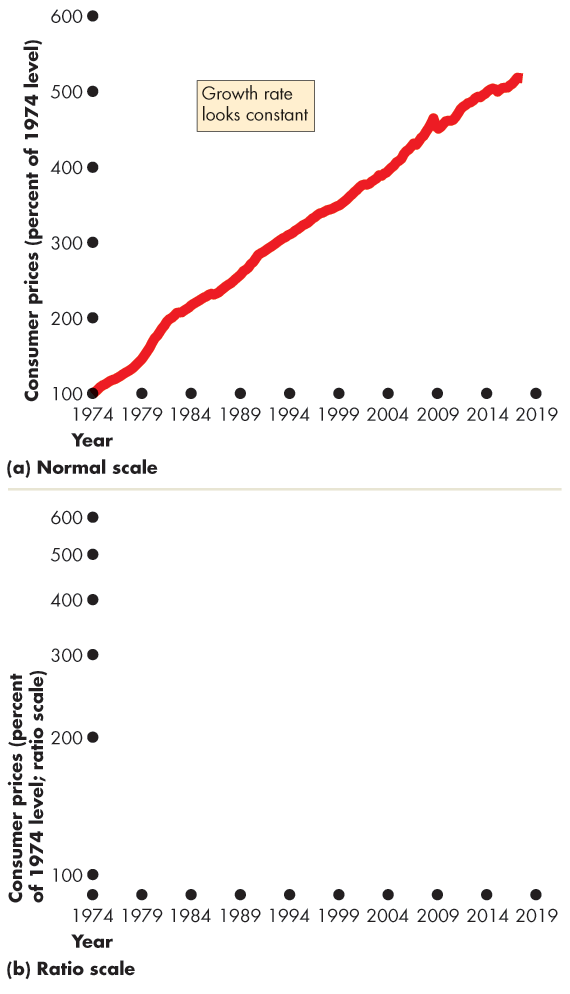 600
500
400
300
200
100
Consumer prices (percent of 1974 level)
Growth rate
looks constant
1974 1979 1984 1989 1994 1999 2004 2009 2014 2019
Year
(a) Normal scale
600
500
400
300
200
100
Consumer prices (percent
of 1974 level; ratio scale)
1974 1979 1984 1989 1994 1999 2004 2009 2014 2019
Year
(b) Ratio scale